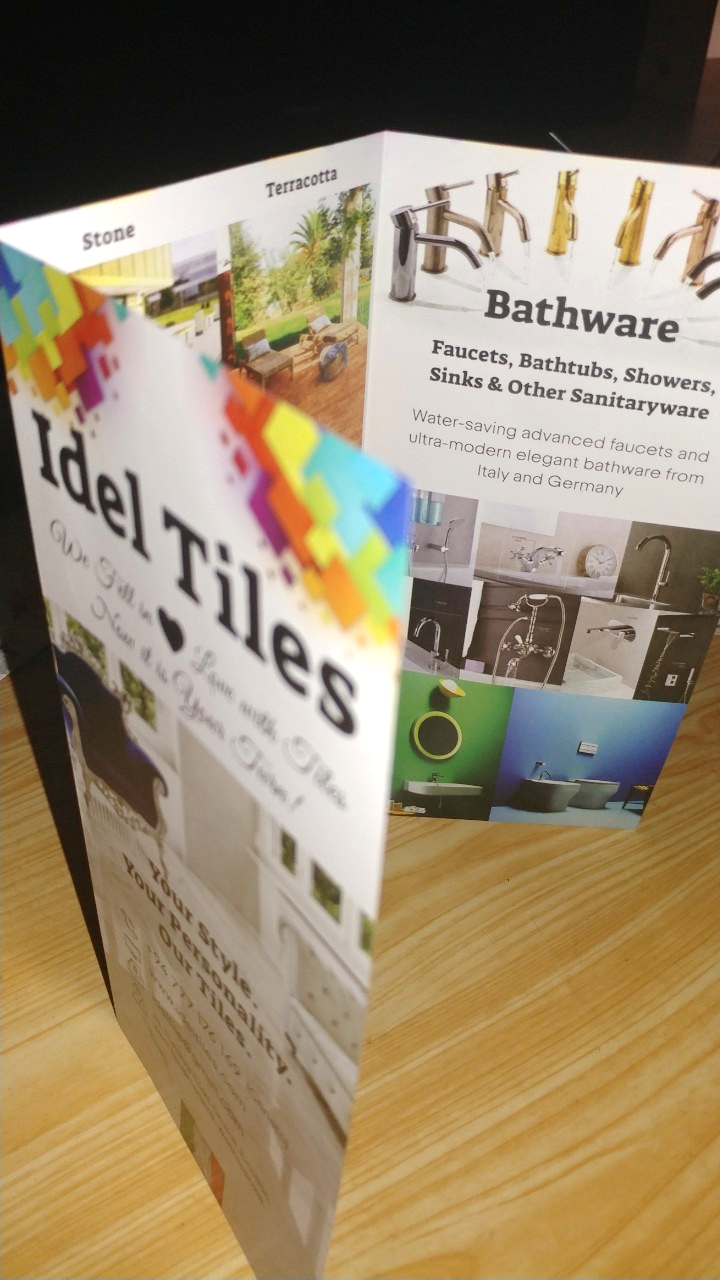 Stone
Terracotta
Idel Tiles
We Fell in ♥ Love with Tiles
Now it is Your Turn!
Your Style.
Your Personality.
Our Tiles.
Bathware
Faucets, Bathtubs, Showers,
Sinks & Other Sanitaryware
Water-saving advanced faucets and
ultra-modern elegant bathware from
Italy and Germany